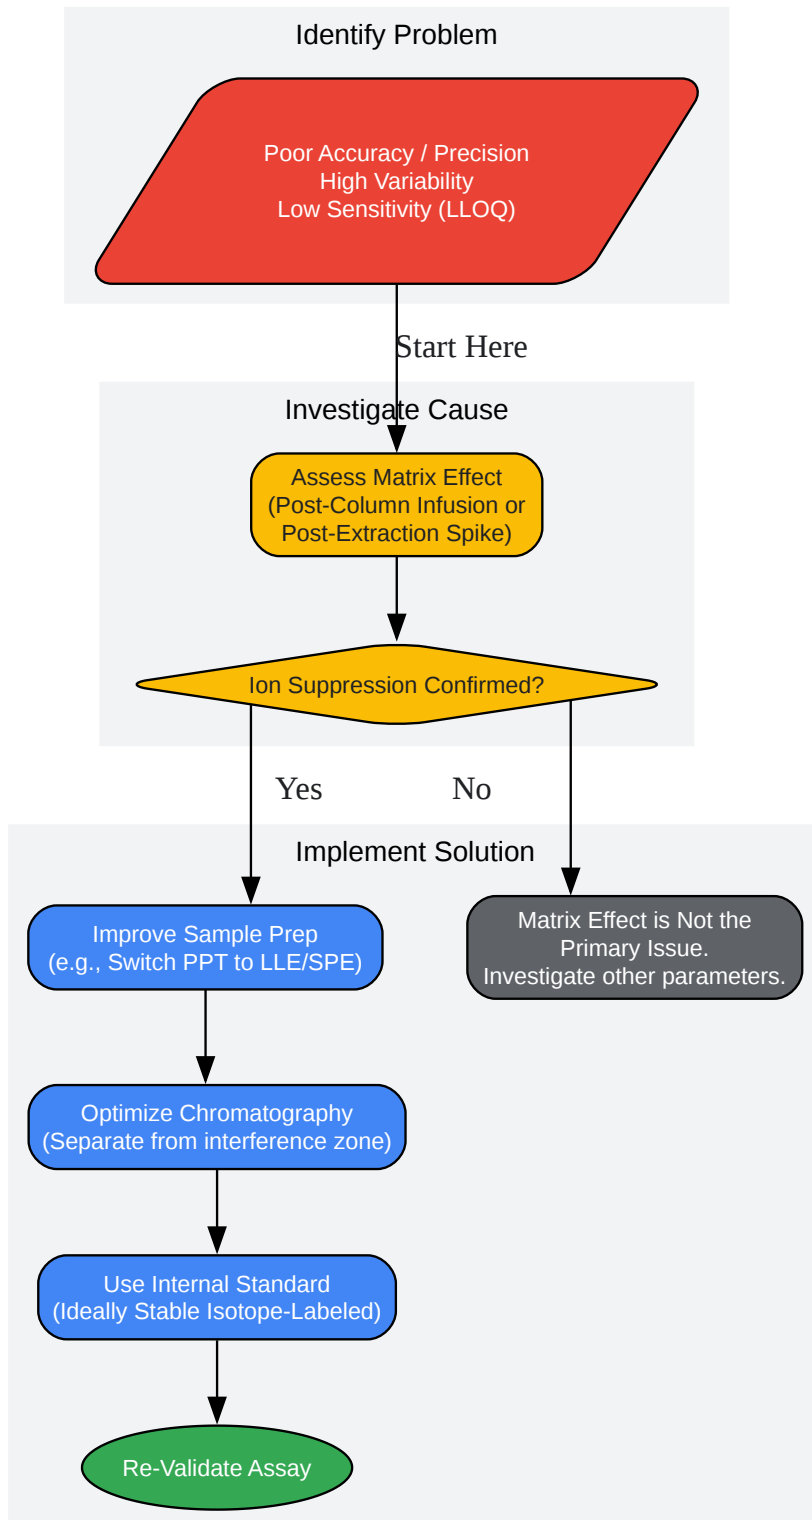 Identify Problem
Poor Accuracy / Precision
High Variability
Low Sensitivity (LLOQ)
Start Here
Investigate Cause
Assess Matrix Effect
(Post-Column Infusion or
Post-Extraction Spike)
Ion Suppression Confirmed?
Yes
No
Implement Solution
Improve Sample Prep
(e.g., Switch PPT to LLE/SPE)
Matrix Effect is Not the
Primary Issue.
Investigate other parameters.
Optimize Chromatography
(Separate from interference zone)
Use Internal Standard
(Ideally Stable Isotope-Labeled)
Re-Validate Assay